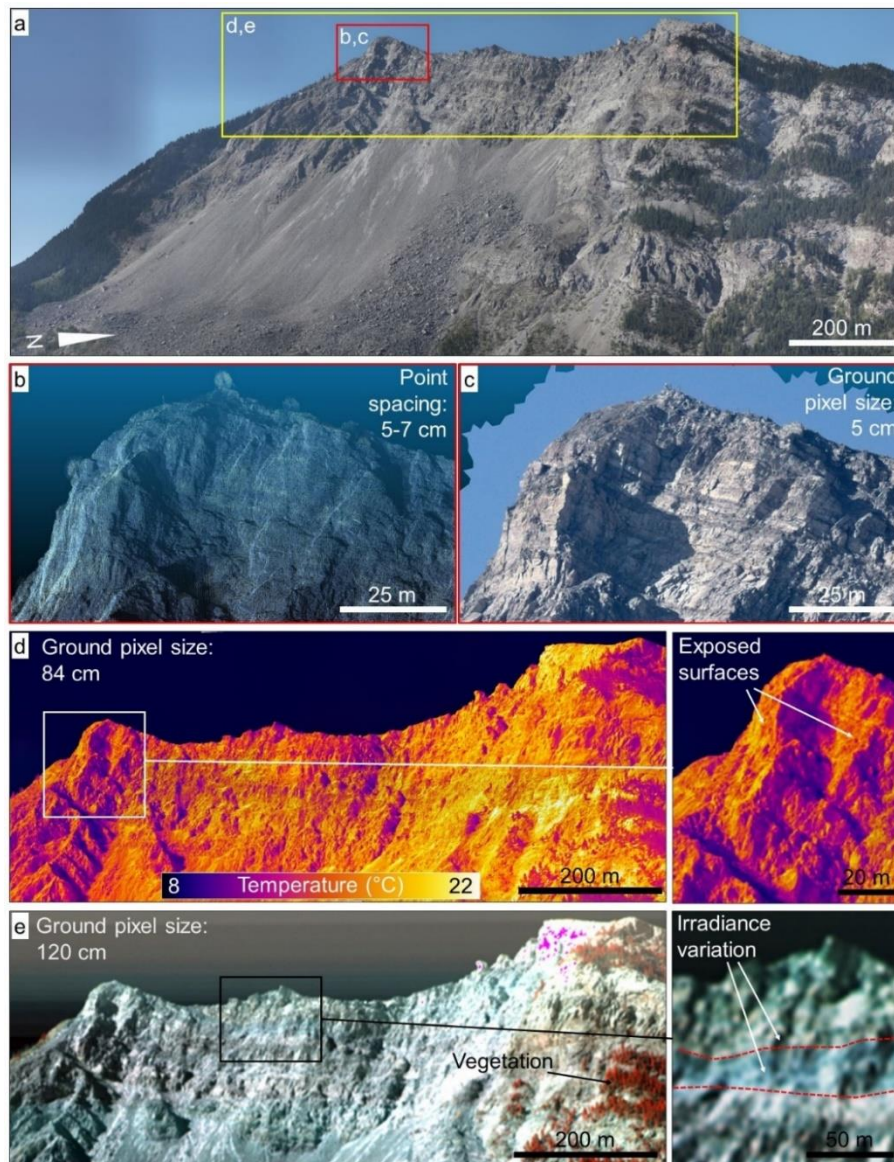 a
d,e
b,c
N
200 m
b
Point
spacing:
5-7 cm
25 m
c
Ground
pixel size:
5 cm
25 m
d
Ground pixel size:
84 cm
8 Temperature (°C) 22
200 m
Exposed
surfaces
20 m
e
Ground pixel size:
120 cm
Vegetation
200 m
Irradiance
variation
50 m